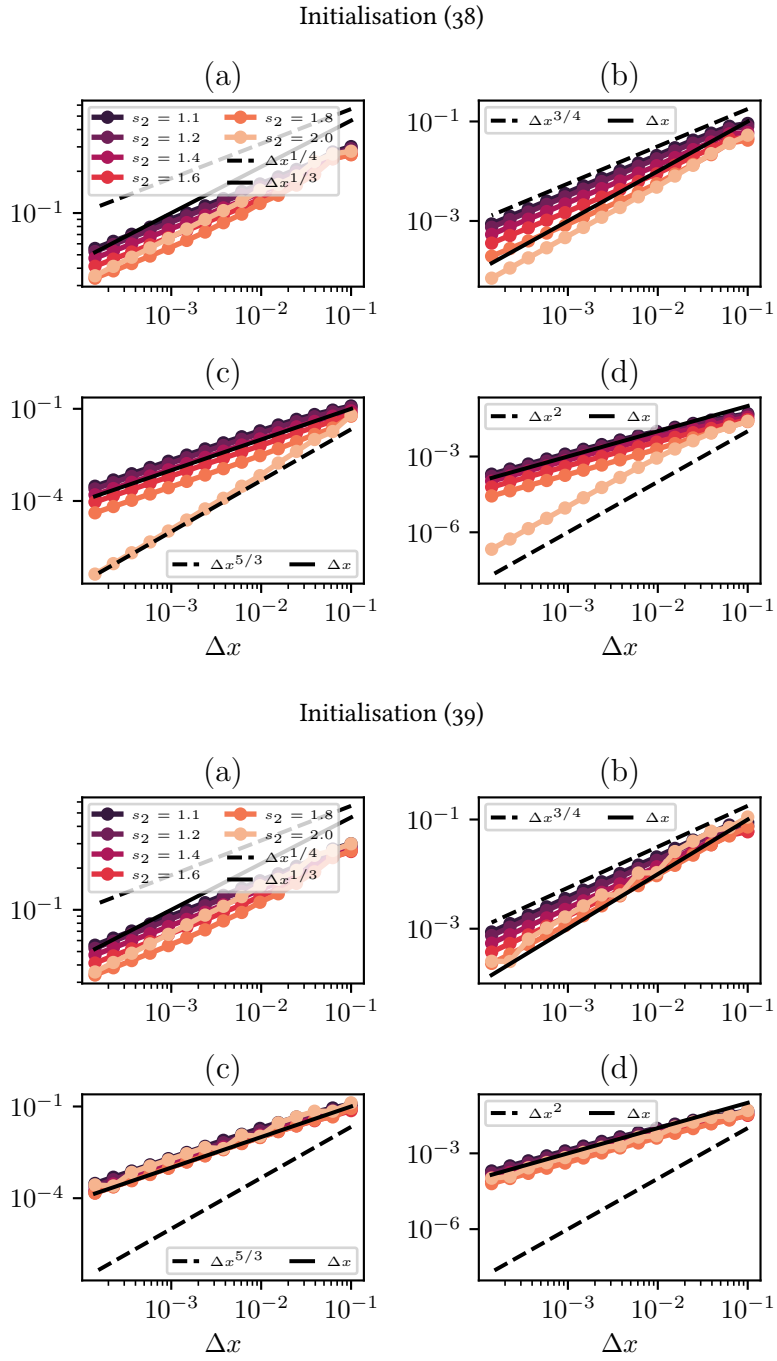 Initialisation (38)
(a)
(b)
s₂ = 1.1
s₂ = 1.2
s₂ = 1.4
s₂ = 1.6
s₂ = 1.8
s₂ = 2.0
Δx^{1/4}
Δx^{1/3}
10⁻¹
10⁻³ 10⁻² 10⁻¹
Δx^{3/4} Δx
10⁻¹
10⁻³
10⁻³ 10⁻² 10⁻¹
(c)
(d)
10⁻¹
10⁻⁴
Δx^{5/3} Δx
10⁻³ 10⁻² 10⁻¹
Δx
Δx² Δx
10⁻³
10⁻⁶
10⁻³ 10⁻² 10⁻¹
Δx
Initialisation (39)
(a)
(b)
s₂ = 1.1
s₂ = 1.2
s₂ = 1.4
s₂ = 1.6
s₂ = 1.8
s₂ = 2.0
Δx^{1/4}
Δx^{1/3}
10⁻¹
10⁻³ 10⁻² 10⁻¹
Δx^{3/4} Δx
10⁻¹
10⁻³
10⁻³ 10⁻² 10⁻¹
(c)
(d)
10⁻¹
10⁻⁴
Δx^{5/3} Δx
10⁻³ 10⁻² 10⁻¹
Δx
Δx² Δx
10⁻³
10⁻⁶
10⁻³ 10⁻² 10⁻¹
Δx